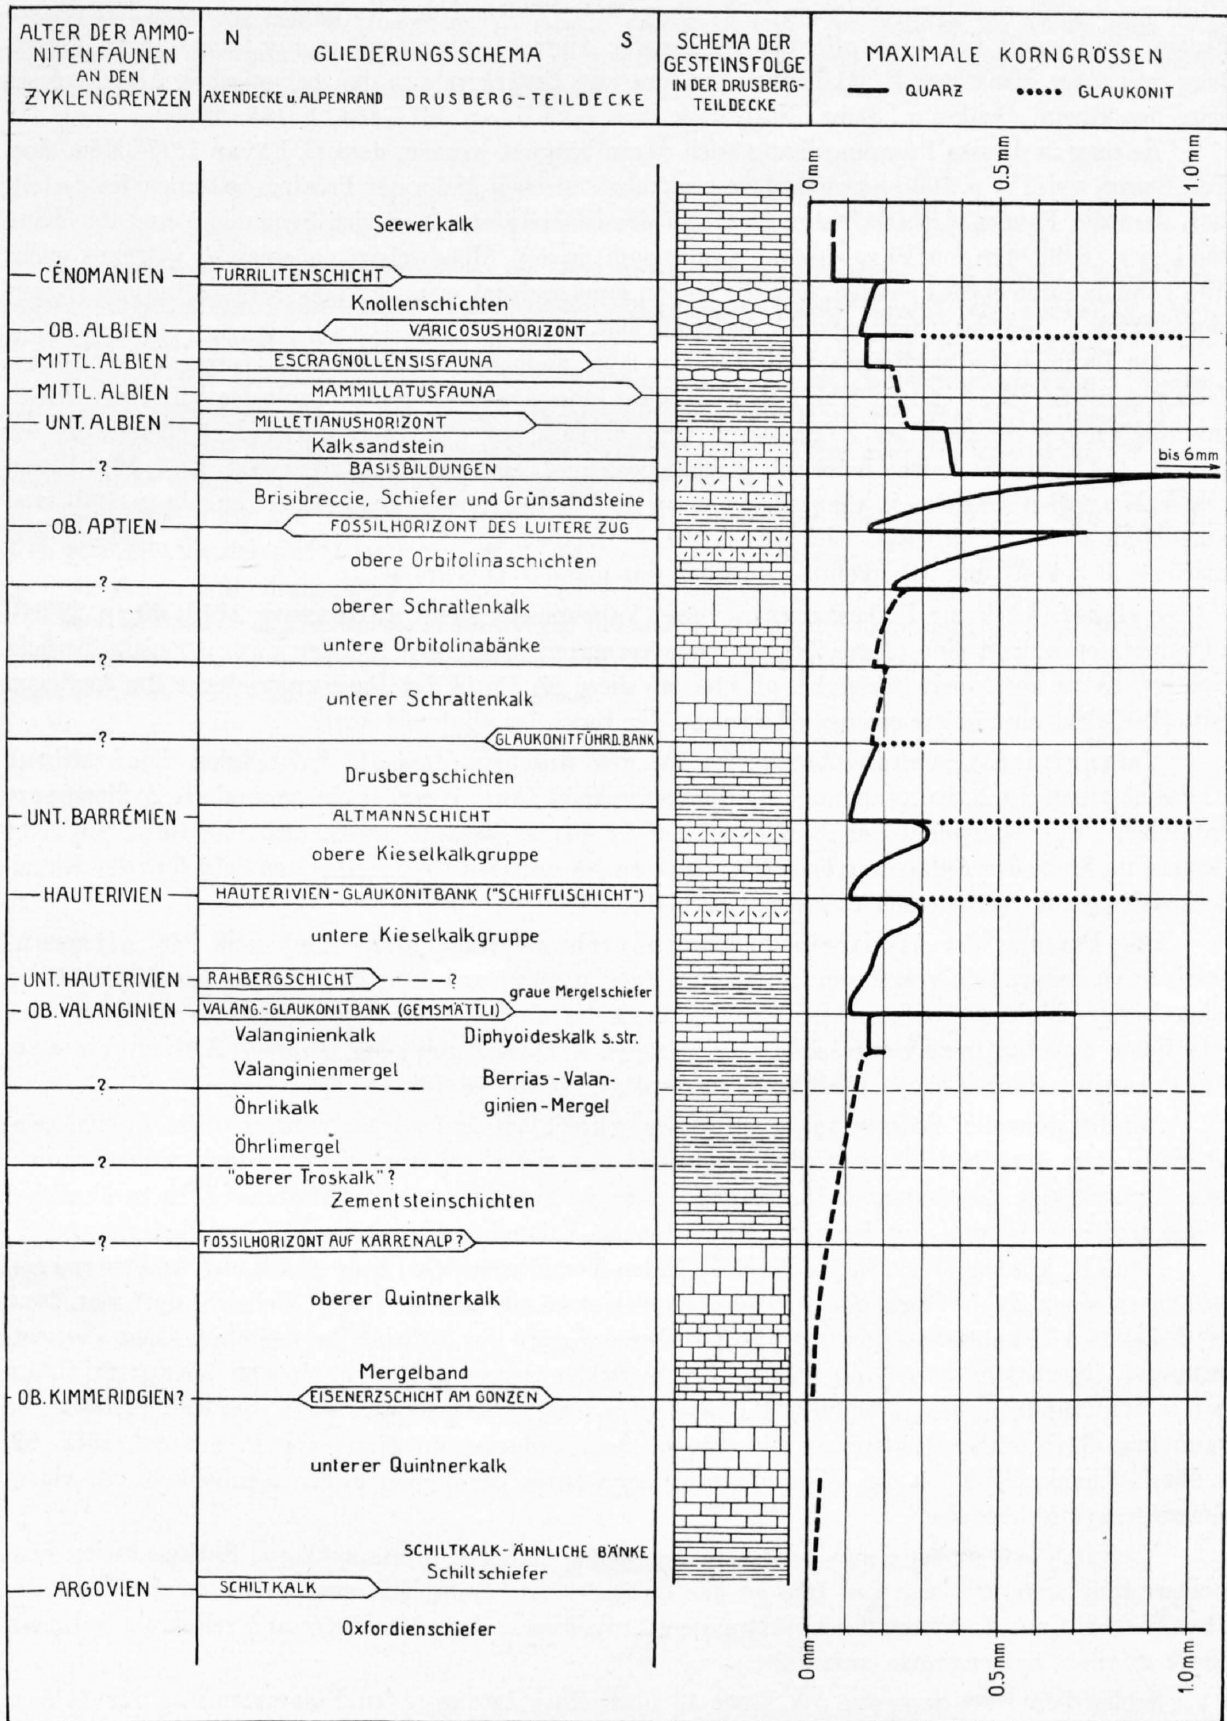 ALTER DER AMMO-
NITENFAUNEN
AN DEN
ZYKLENGRENZEN
N
S
GLIEDERUNGSSCHEMA
AXENDECKE u. ALPENRAND DRUSBERG-TEILDECKE
SCHEMA DER
GESTEINSFOLGE
IN DER DRUSBERG-
TEILDECKE
MAXIMALE KORNGRÖSSEN
QUARZ
GLAUKONIT
0mm
0.5mm
1.0mm
Seewerkalk
CÉNOMANIEN
TURRILITENSCHICHT
Knollenschichten
OB. ALBIEN
VARICOSUSHORIZONT
MITTL. ALBIEN
ESCRAGNOLLENSISFAUNA
MITTL. ALBIEN
MAMMILLATUSFAUNA
UNT. ALBIEN
MILLETIANUSHORIZONT
Kalksandstein
?
BASISBILDUNGEN
bis 6mm
Brisibreccie, Schiefer und Grünsandsteine
OB. APTIEN
FOSSILHORIZONT DES LUITERE ZUG
obere Orbitolinaschichten
?
oberer Schrattenkalk
untere Orbitolinabänke
?
unterer Schrattenkalk
?
GLAUKONITFÜHRD. BANK
Drusbergschichten
UNT. BARRÉMIEN
ALTMANNSCHICHT
obere Kieselkalkgruppe
HAUTERIVIEN
HAUTERIVIEN-GLAUKONITBANK ("SCHIFFLISCHICHT")
untere Kieselkalkgruppe
UNT. HAUTERIVIEN
RAHBERGSCHICHT
?
graue Mergelschiefer
OB. VALANGINIEN
VALANG.-GLAUKONITBANK (GEMSMÄTTLI)
Valanginienkalk
Diphyoideskalk s.str.
Valanginienmergel
Berrias-Valan-
?
Öhrlikalk
ginien-Mergel
Öhrlimergel
?
"oberer Troskalk"?
Zementsteinschichten
?
FOSSILHORIZONT AUF KARRENALP?
oberer Quintnerkalk
Mergelband
OB. KIMMERIDGIEN?
EISENERZSCHICHT AM GONZEN
unterer Quintnerkalk
SCHILTKALK-ÄHNLICHE BÄNKE
Schiltschiefer
ARGOVIEN
SCHILTKALK
Oxfordienschiefer
0mm
0.5mm
1.0mm